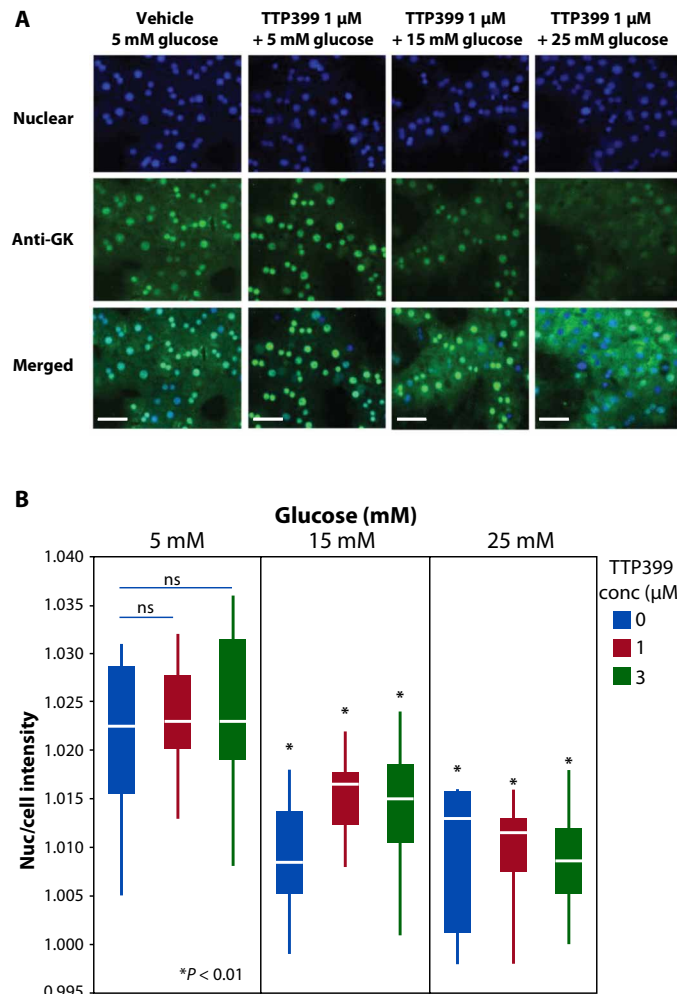 A
Vehicle
5 mM glucose
TTP399 1 µM
+ 5 mM glucose
TTP399 1 µM
+ 15 mM glucose
TTP399 1 µM
+ 25 mM glucose
Nuclear
Anti-GK
Merged
B
Glucose (mM)
5 mM 15 mM 25 mM
1.040
1.035
1.030
1.025
1.020
1.015
1.010
1.005
1.000
0.995
Nuc/cell intensity
ns
ns
*
*
*
*
*
*
*P < 0.01
TTP399
conc (µM
0
1
3